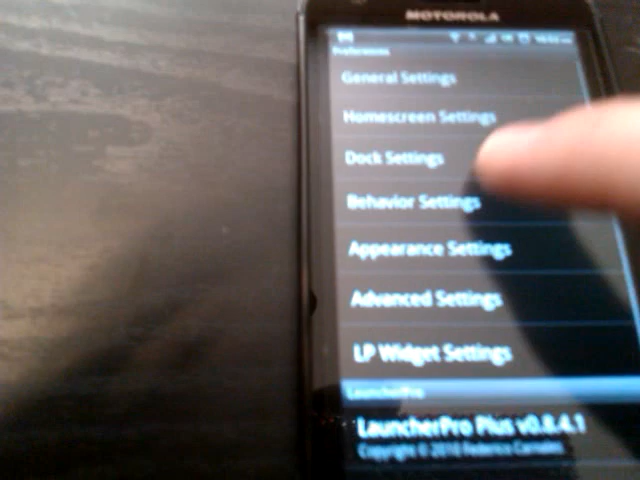 MOTOROLA
Preferences
General Settings
Homescreen Settings
Dock Settings
Behavior Settings
Appearance Settings
Advanced Settings
LP Widget Settings
LauncherPro
LauncherPro Plus v0.8.4.1
Copyright © 2010 Federico Carnales